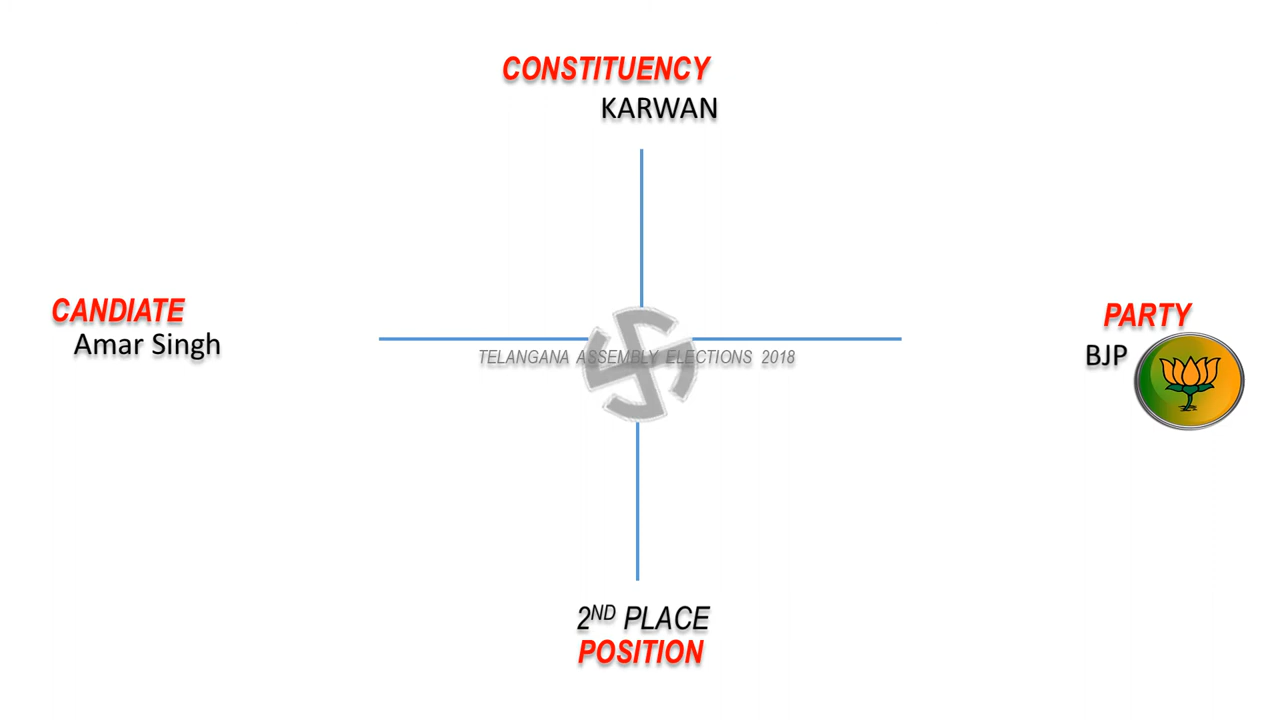 CONSTITUENCY
KARWAN
CANDIATE
Amar Singh
PARTY
BJP
TELANGANA ASSEMBLY ELECTIONS 2018
2ND PLACE
POSITION